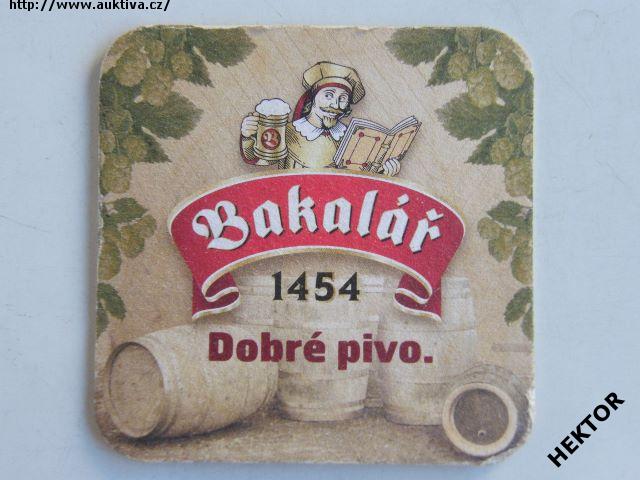 http://www.auktiva.cz/
Bakalář
1454
Dobré pivo.
HEKTOR